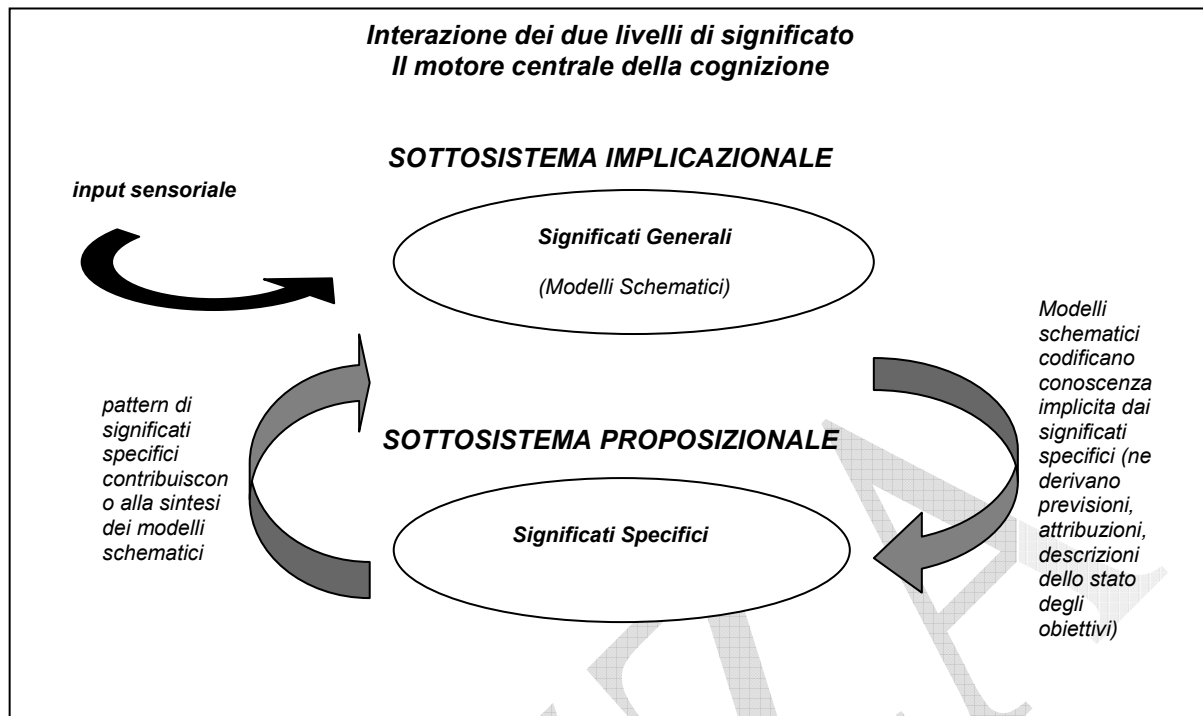 Interazione dei due livelli di significato
Il motore centrale della cognizione
SOTTOSISTEMA IMPLICAZIONALE
input sensoriale
Significati Generali
(Modelli Schematici)
Modelli
schematici
codificano
conoscenza
implicita dai
significati
specifici (ne
derivano
previsioni,
attribuzioni,
descrizioni
dello stato
degli
obiettivi)
pattern di
significati
specifici
contribuiscon
o alla sintesi
dei modelli
schematici
SOTTOSISTEMA PROPOSIZIONALE
Significati Specifici